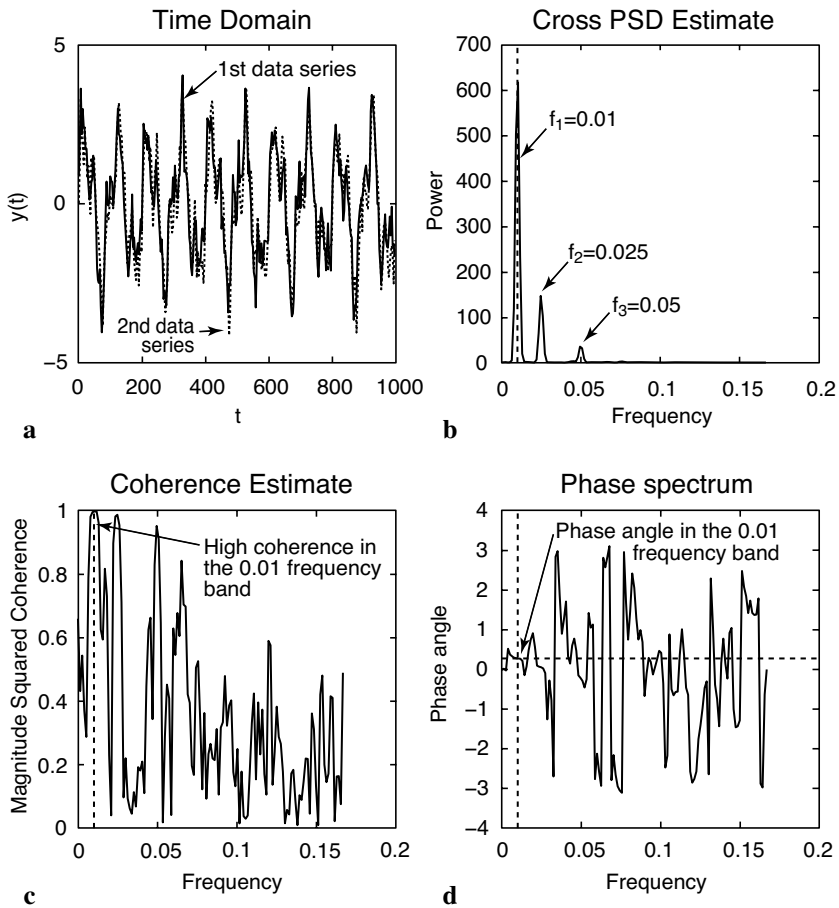 Time Domain
5
0
−5
y(t)
1st data series
2nd data
series
0
200
400
600
800
1000
t
a
Cross PSD Estimate
700
600
500
400
300
200
100
0
Power
f1=0.01
f2=0.025
f3=0.05
0
0.05
0.1
0.15
0.2
Frequency
b
Coherence Estimate
1
0.8
0.6
0.4
0.2
0
Magnitude Squared Coherence
High coherence in
the 0.01 frequency
band
0
0.05
0.1
0.15
0.2
Frequency
c
Phase spectrum
4
3
2
1
0
−1
−2
−3
−4
Phase angle
Phase angle in the 0.01
frequency band
0
0.05
0.1
0.15
0.2
Frequency
d